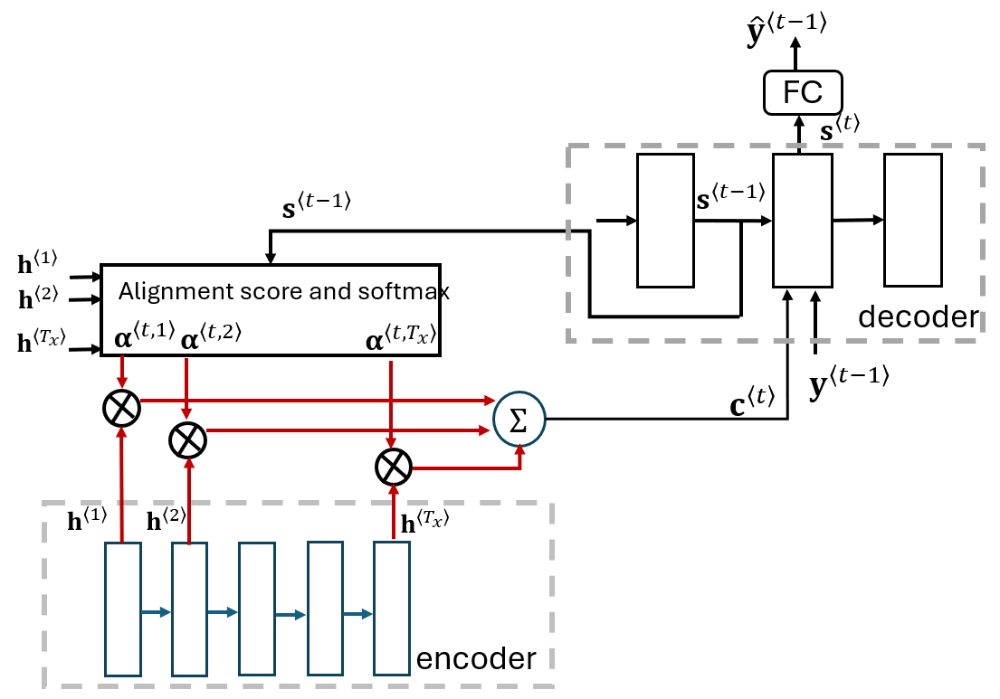 ŷ⟨t−1⟩
FC
s⟨t⟩
s⟨t−1⟩
s⟨t−1⟩
h⟨1⟩
h⟨2⟩
h⟨Tₓ⟩
Alignment score and softmax
α⟨t,1⟩ α⟨t,2⟩ α⟨t,Tₓ⟩
decoder
y⟨t−1⟩
c⟨t⟩
Σ
h⟨1⟩ h⟨2⟩ h⟨Tₓ⟩
encoder